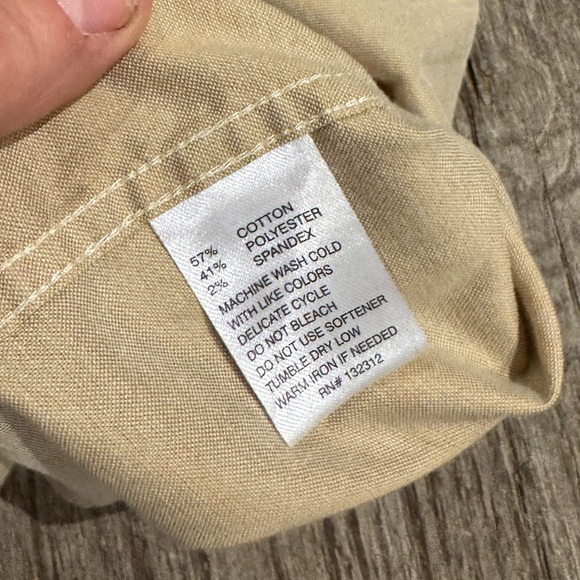 57% COTTON
41% POLYESTER
2% SPANDEX
MACHINE WASH COLD
WITH LIKE COLORS
DELICATE CYCLE
DO NOT BLEACH
DO NOT USE SOFTENER
TUMBLE DRY LOW
WARM IRON IF NEEDED
RN# 132312